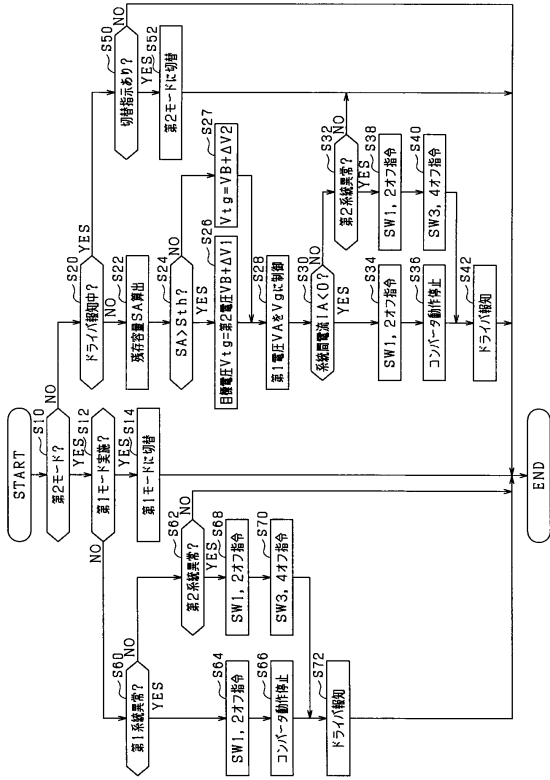 START
S10
第2モード?
NO
YES
S12
第1モード実施?
NO
YES
S14
第1モードに切替
S20
ドライバ報知中?
YES
NO
S22
残存容量SA算出
S24
SA>Sth?
NO
YES
S26
目標電圧Vtg=第C電圧VB+ΔV1
S27
Vtg=VB+ΔV2
S28
第1電圧VAをVgに制御
S30
系統間電流IA<0?
NO
YES
S32
第2系統異常?
NO
YES
S34
SW1,2オフ指令
S36
コンバータ動作停止
S38
SW1,2オフ指令
S40
SW3,4オフ指令
S42
ドライバ報知
S50
切替指示あり?
NO
YES
S52
第2モードに切替
S60
第1系統異常?
NO
YES
S62
第2系統異常?
NO
YES
S64
SW1,2オフ指令
S66
コンバータ動作停止
S68
SW1,2オフ指令
S70
SW3,4オフ指令
S72
ドライバ報知
END